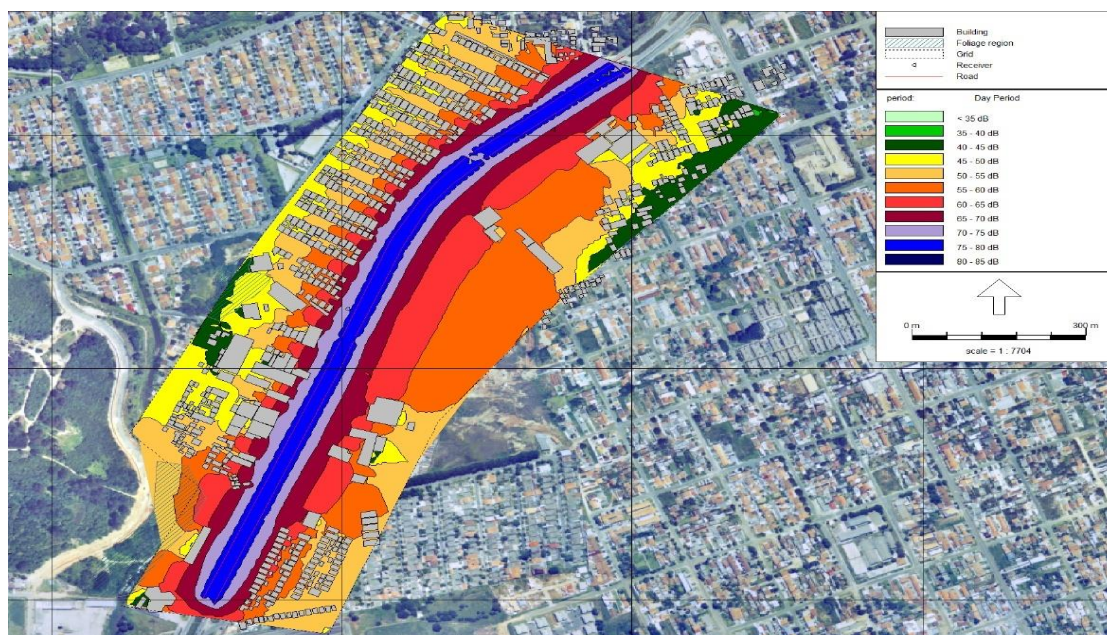 Building
Foliage region
Grid
Receiver
Road
period: Day Period
< 35 dB
35 - 40 dB
40 - 45 dB
45 - 50 dB
50 - 55 dB
55 - 60 dB
60 - 65 dB
65 - 70 dB
70 - 75 dB
75 - 80 dB
80 - 85 dB
0 m 300 m
scale = 1 : 7704